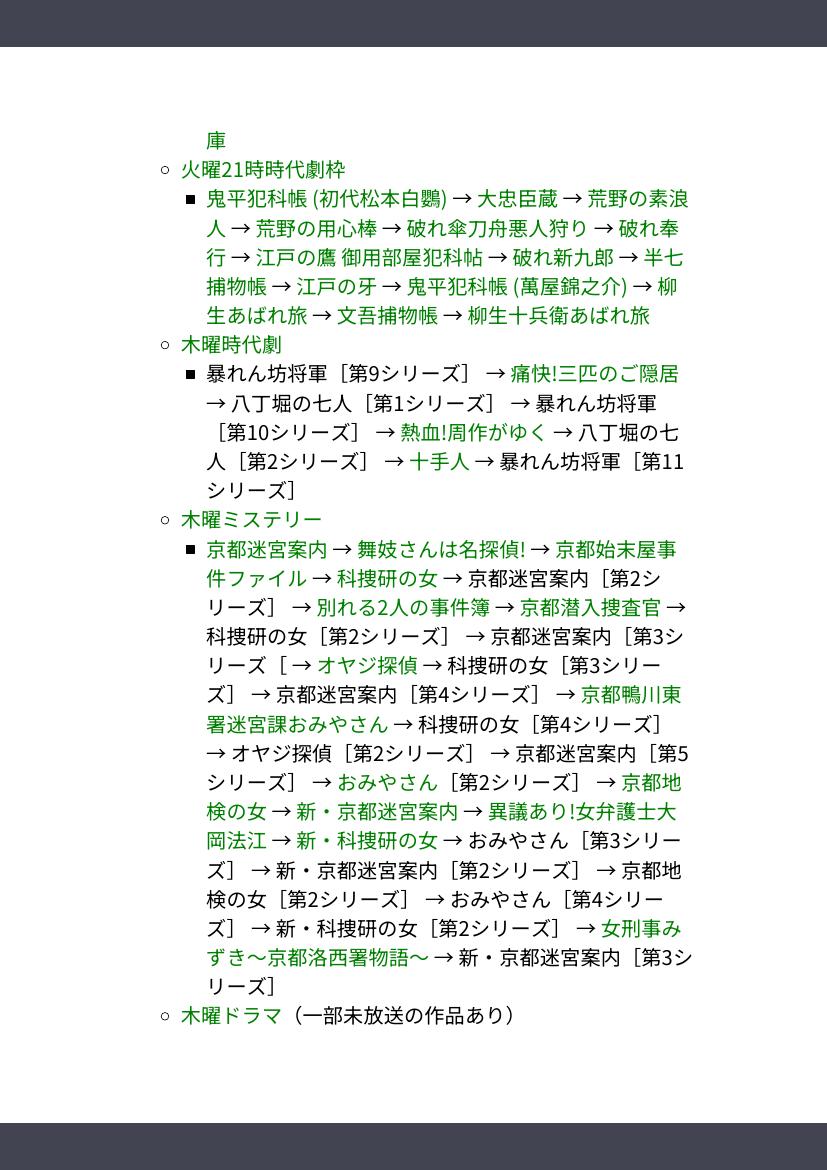 庫
火曜21時時代劇枠
鬼平犯科帳 (初代松本白鸚) → 大忠臣蔵 → 荒野の素浪
人 → 荒野の用心棒 → 破れ傘刀舟悪人狩り → 破れ奉
行 → 江戸の鷹 御用部屋犯科帖 → 破れ新九郎 → 半七
捕物帳 → 江戸の牙 → 鬼平犯科帳 (萬屋錦之介) → 柳
生あばれ旅 → 文吾捕物帳 → 柳生十兵衛あばれ旅
木曜時代劇
暴れん坊将軍［第9シリーズ］ → 痛快!三匹のご隠居
→ 八丁堀の七人［第1シリーズ］ → 暴れん坊将軍
［第10シリーズ］ → 熱血!周作がゆく → 八丁堀の七
人［第2シリーズ］ → 十手人 → 暴れん坊将軍［第11
シリーズ］
木曜ミステリー
京都迷宮案内 → 舞妓さんは名探偵! → 京都始末屋事
件ファイル → 科捜研の女 → 京都迷宮案内［第2シ
リーズ］ → 別れる2人の事件簿 → 京都潜入捜査官 →
科捜研の女［第2シリーズ］ → 京都迷宮案内［第3シ
リーズ［ → オヤジ探偵 → 科捜研の女［第3シリー
ズ］ → 京都迷宮案内［第4シリーズ］ → 京都鴨川東
署迷宮課おみやさん → 科捜研の女［第4シリーズ］
→ オヤジ探偵［第2シリーズ］ → 京都迷宮案内［第5
シリーズ］ → おみやさん［第2シリーズ］ → 京都地
検の女 → 新・京都迷宮案内 → 異議あり!女弁護士大
岡法江 → 新・科捜研の女 → おみやさん［第3シリー
ズ］ → 新・京都迷宮案内［第2シリーズ］ → 京都地
検の女［第2シリーズ］ → おみやさん［第4シリー
ズ］ → 新・科捜研の女［第2シリーズ］ → 女刑事み
ずき〜京都洛西署物語〜 → 新・京都迷宮案内［第3シ
リーズ］
木曜ドラマ（一部未放送の作品あり）